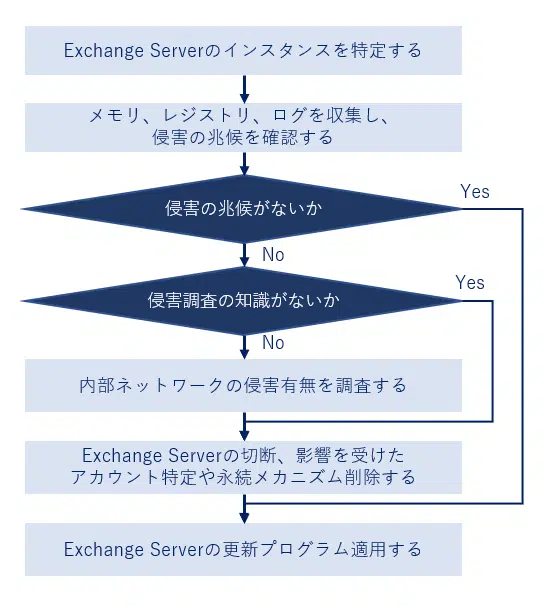 Exchange Serverのインスタンスを特定する
メモリ、レジストリ、ログを収集し、
侵害の兆候を確認する
侵害の兆候がないか
Yes
No
侵害調査の知識がないか
Yes
No
内部ネットワークの侵害有無を調査する
Exchange Serverの切断、影響を受けた
アカウント特定や永続メカニズム削除する
Exchange Serverの更新プログラム適用する